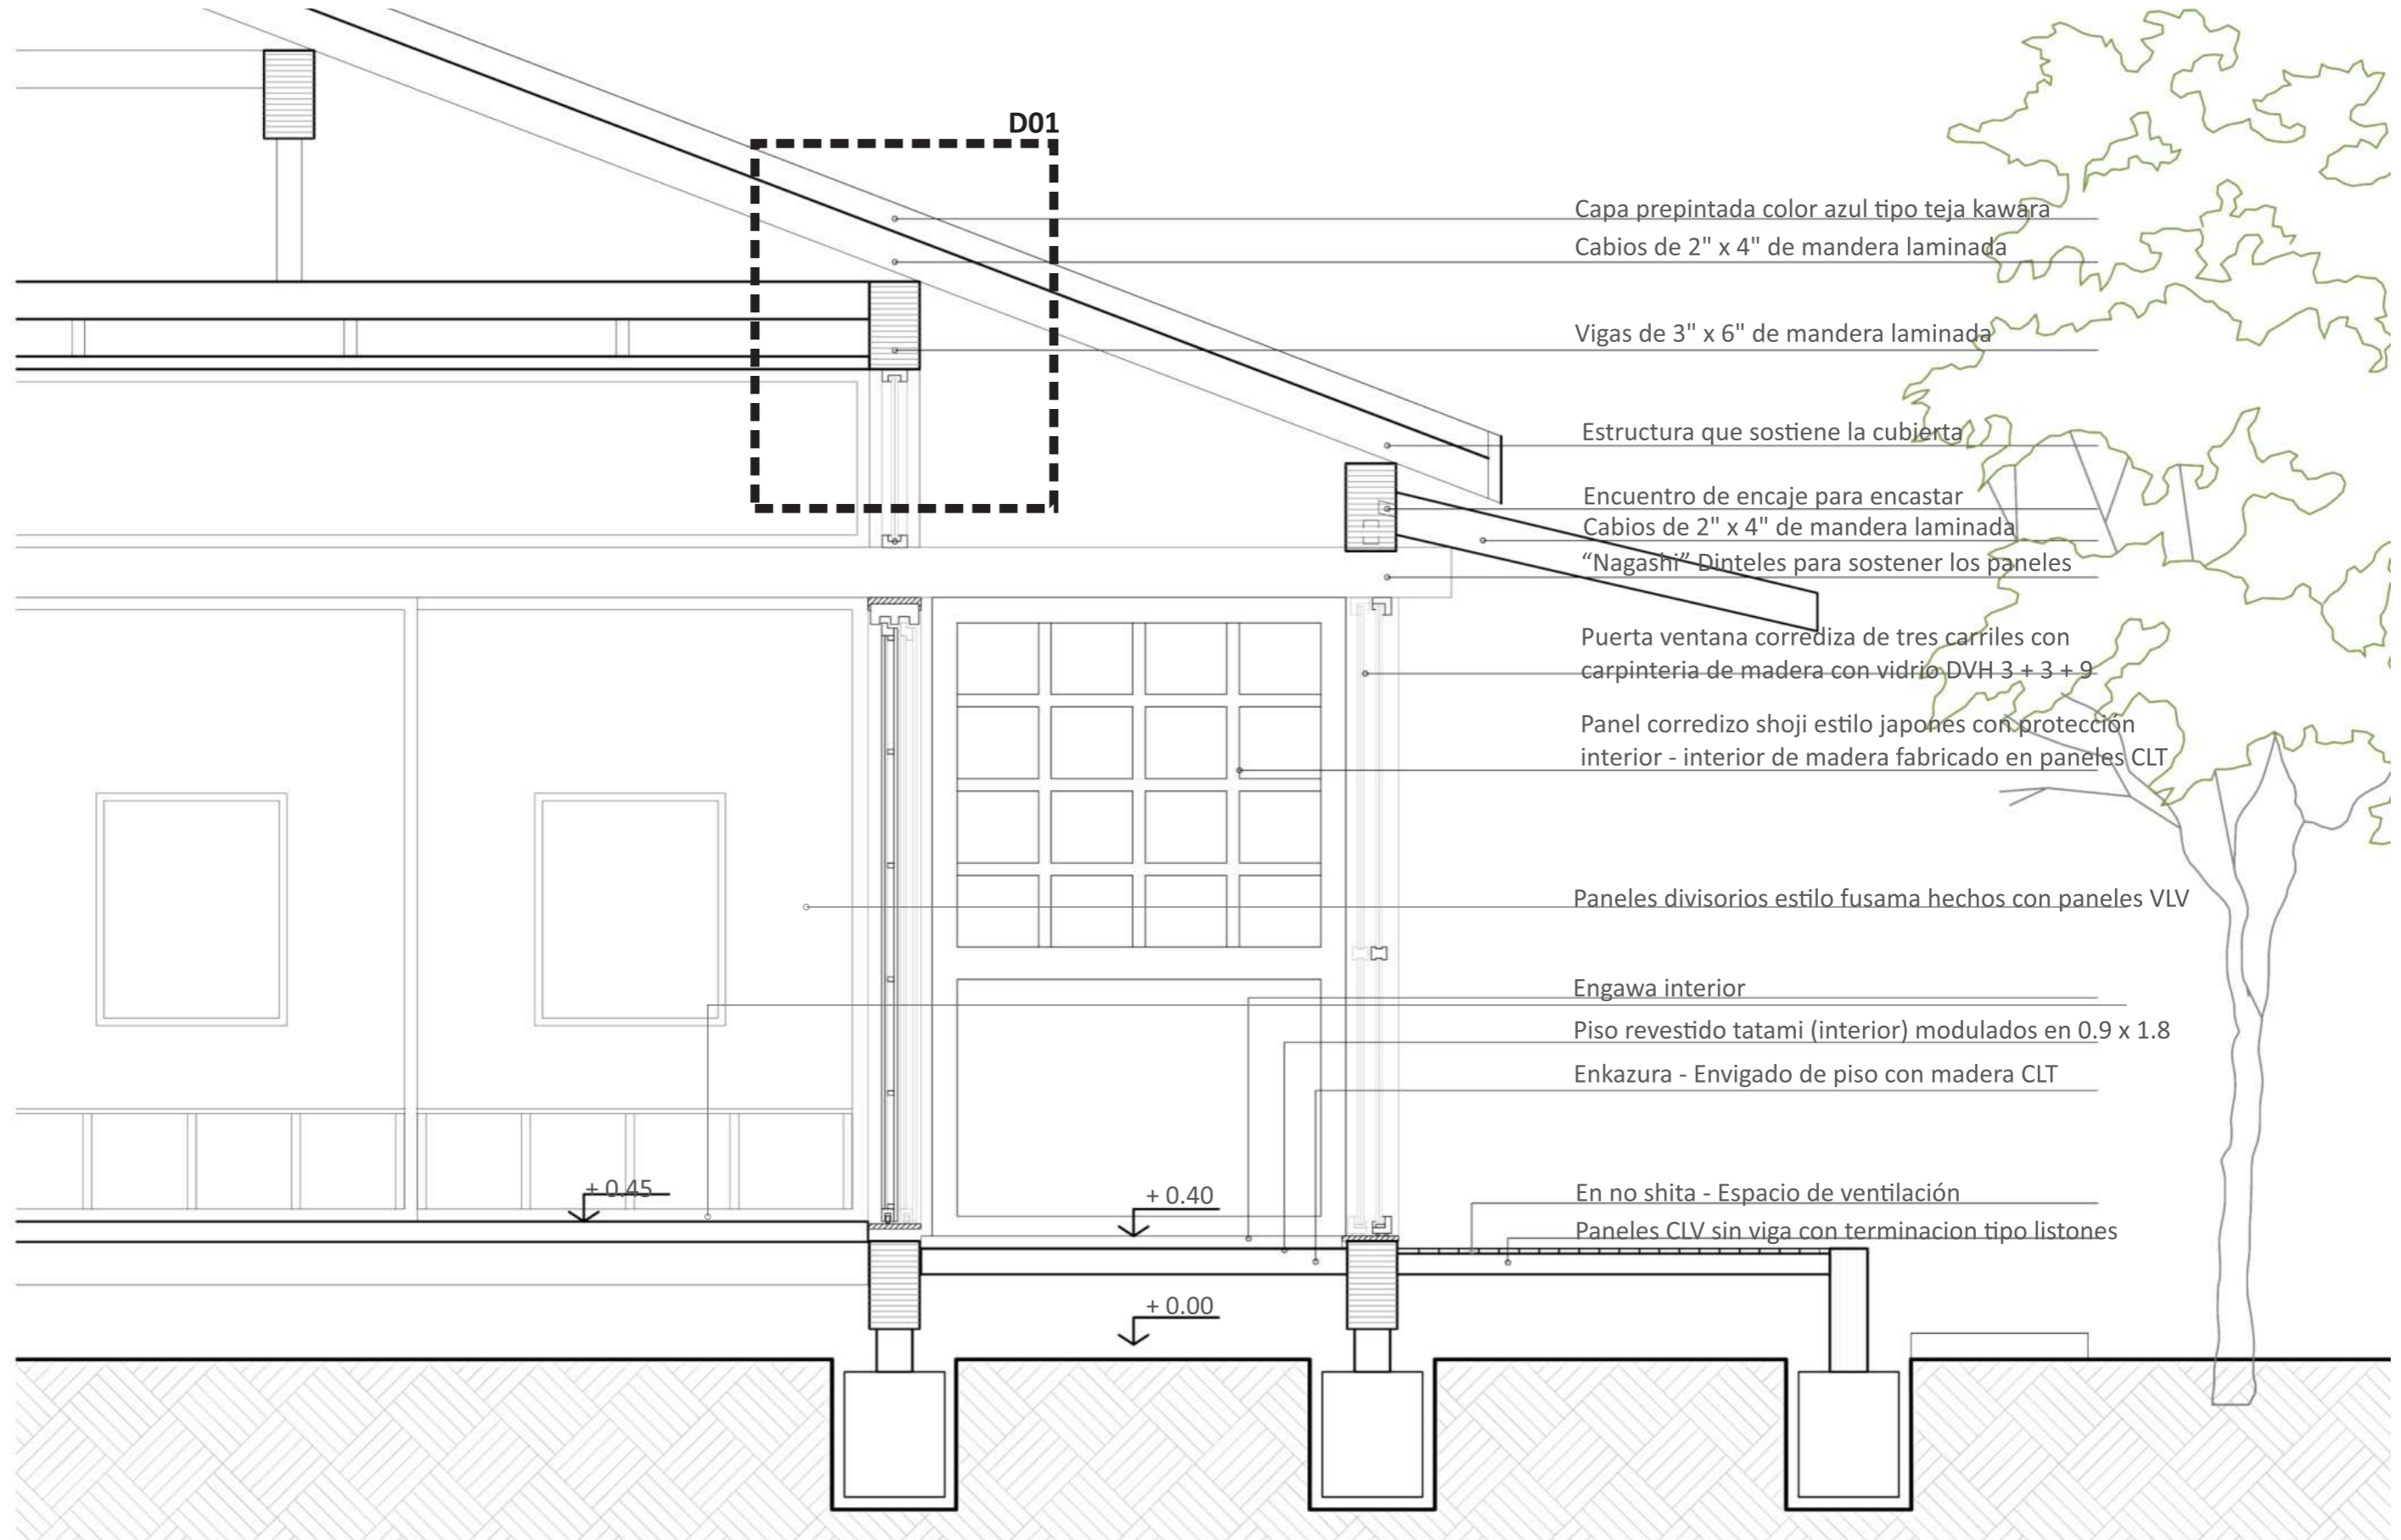 D01
Capa prepintada color azul tipo teja kawara
Cabios de 2" x 4" de mandera laminada
Vigas de 3" x 6" de mandera laminada
Estructura que sostiene la cubierta
Encuentro de encaje para encastar
Cabios de 2" x 4" de mandera laminada
“Nagashi” Dinteles para sostener los paneles
Puerta ventana corrediza de tres carriles con
carpinteria de madera con vidrio DVH 3 + 3 + 9
Panel corredizo shoji estilo japones con protección
interior - interior de madera fabricado en paneles CLT
Paneles divisorios estilo fusama hechos con paneles VLV
Engawa interior
Piso revestido tatami (interior) modulados en 0.9 x 1.8
Enkazura - Envigado de piso con madera CLT
+ 0.45
+ 0.40
En no shita - Espacio de ventilación
Paneles CLV sin viga con terminacion tipo listones
+ 0.00